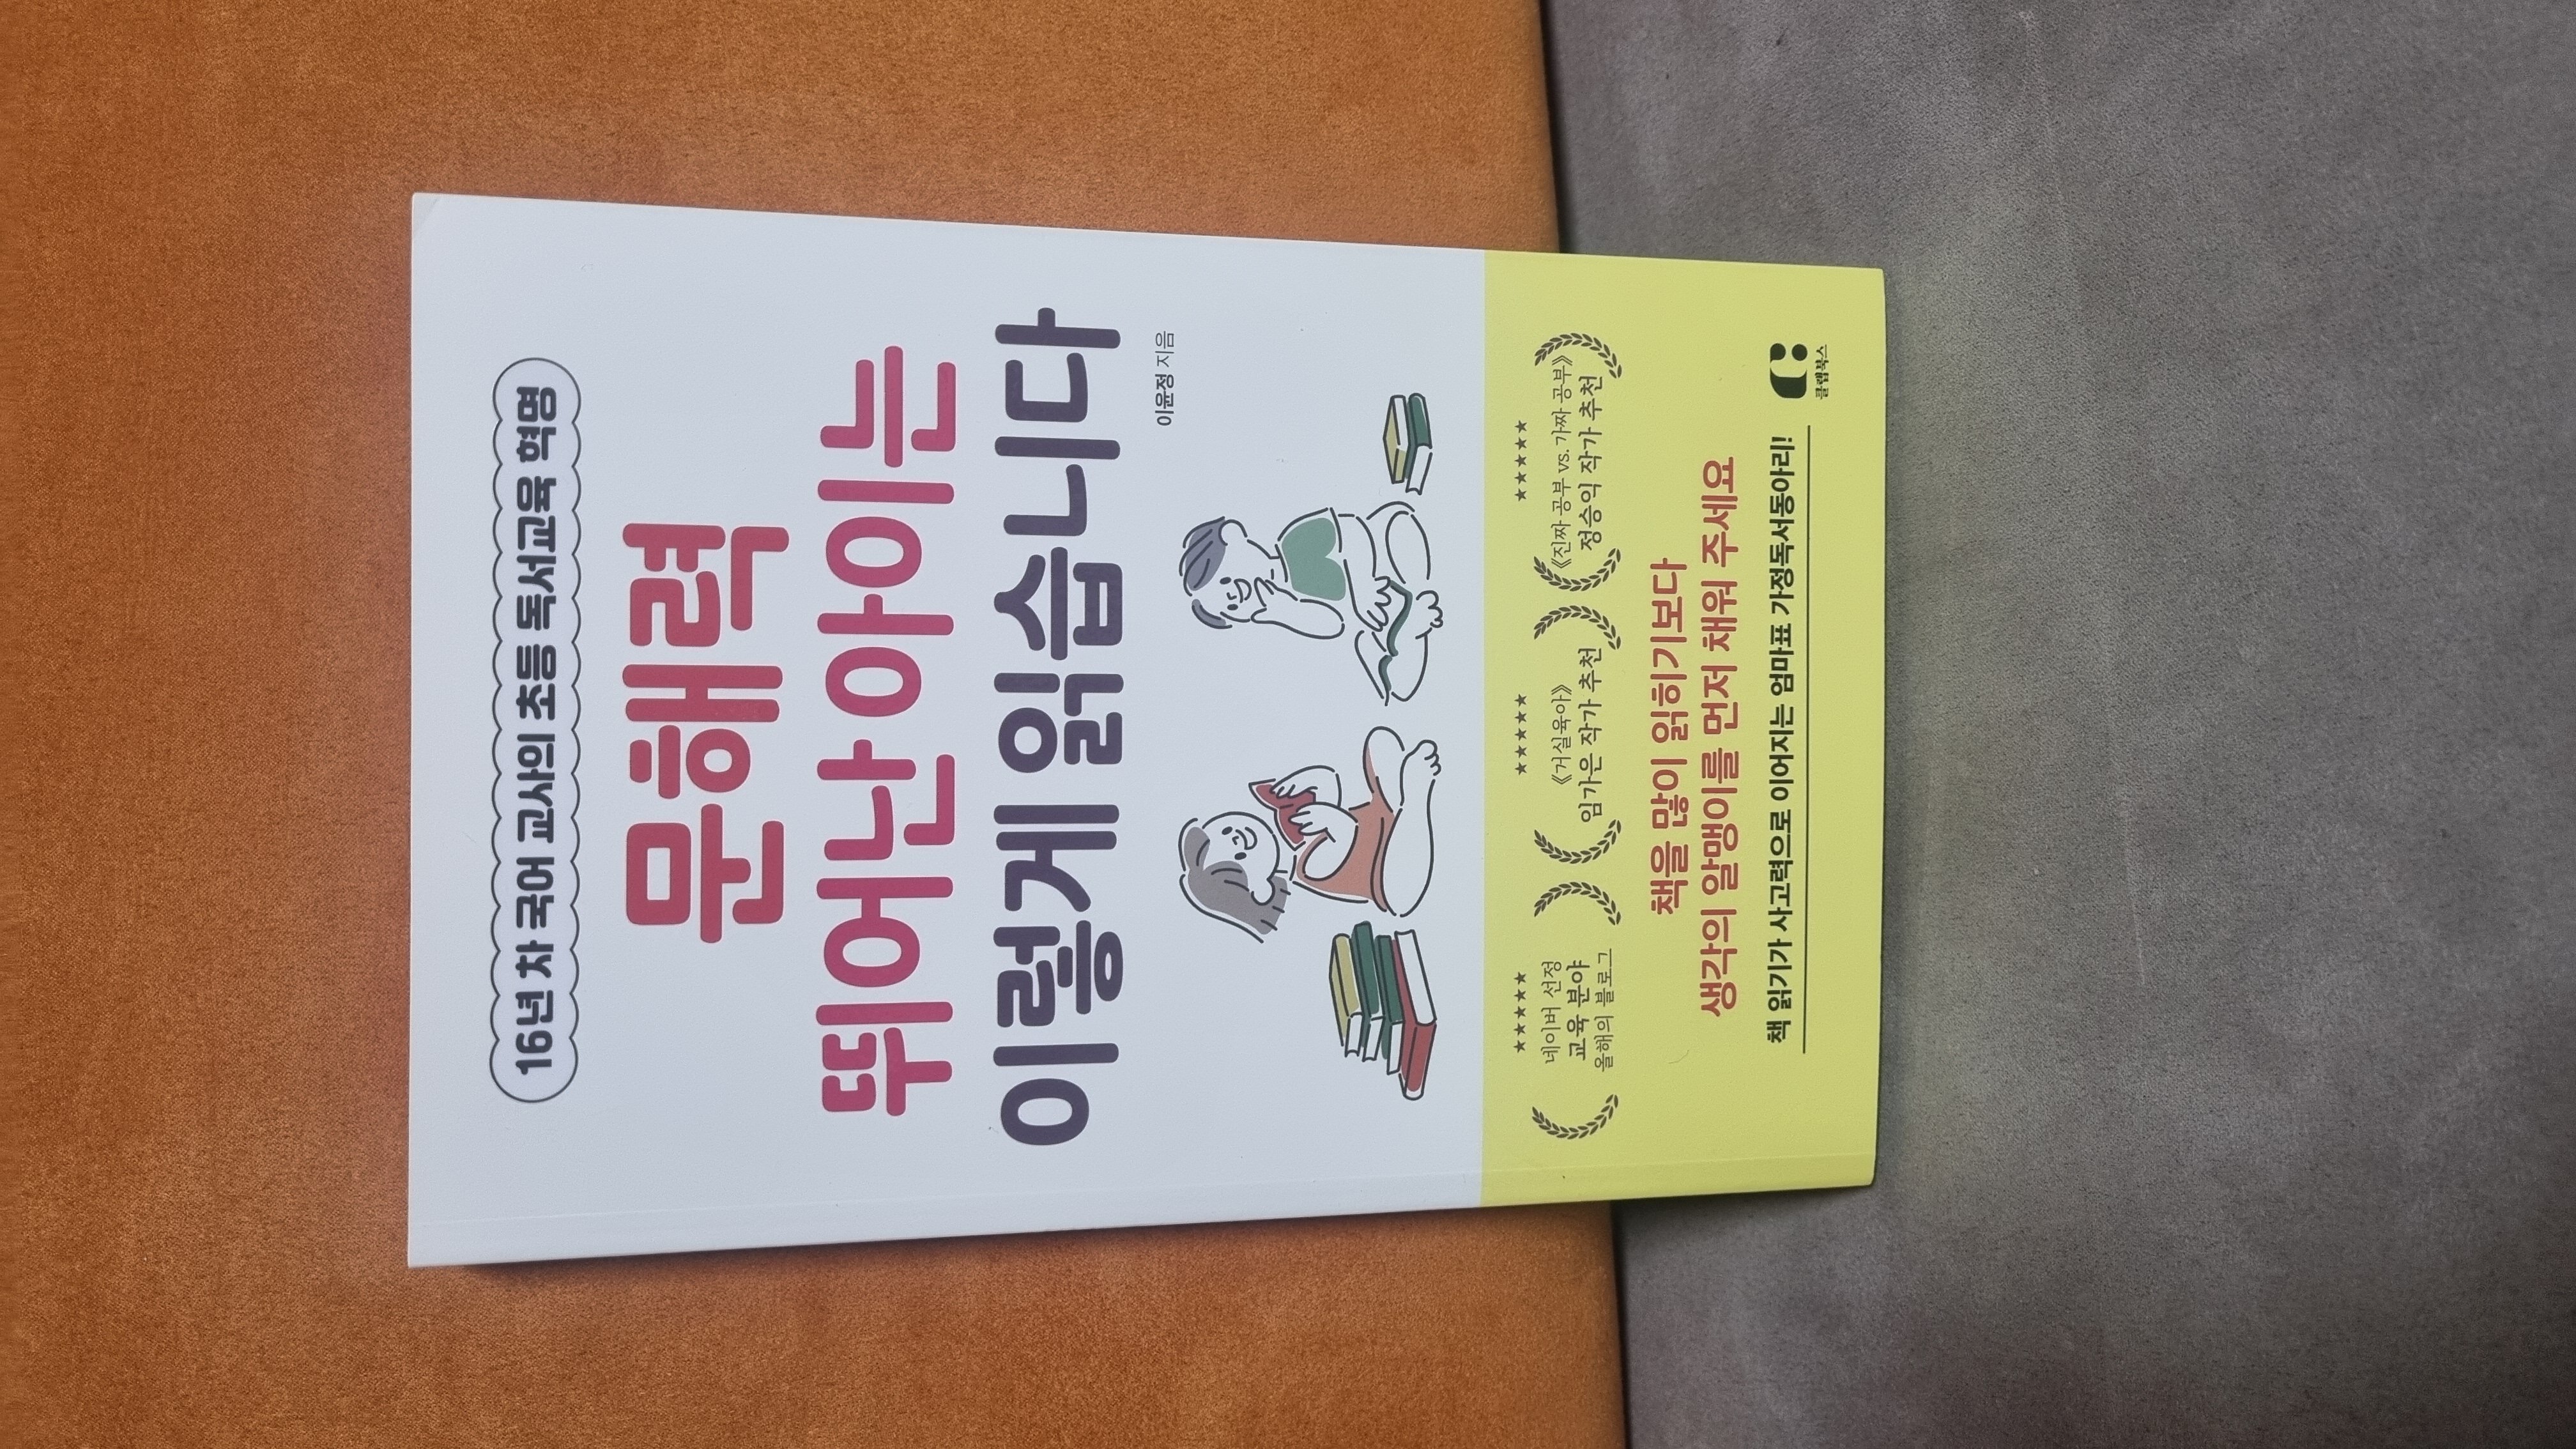 16년 차 국어 교사의 초등 독서교육 혁명
문해력
뛰어난 아이는
이렇게 읽습니다
이윤정 지음
★★★★★
네이버 선정
교육 분야
올해의 블로그
★★★★★
《거실육아》
임가은 작가 추천
★★★★★
《진짜 공부 vs. 가짜 공부》
정승익 작가 추천
책을 많이 읽히기보다
생각의 알맹이를 먼저 채워 주세요
책 읽기가 사고력으로 이어지는 엄마표 가정독서동아리!
클랩북스